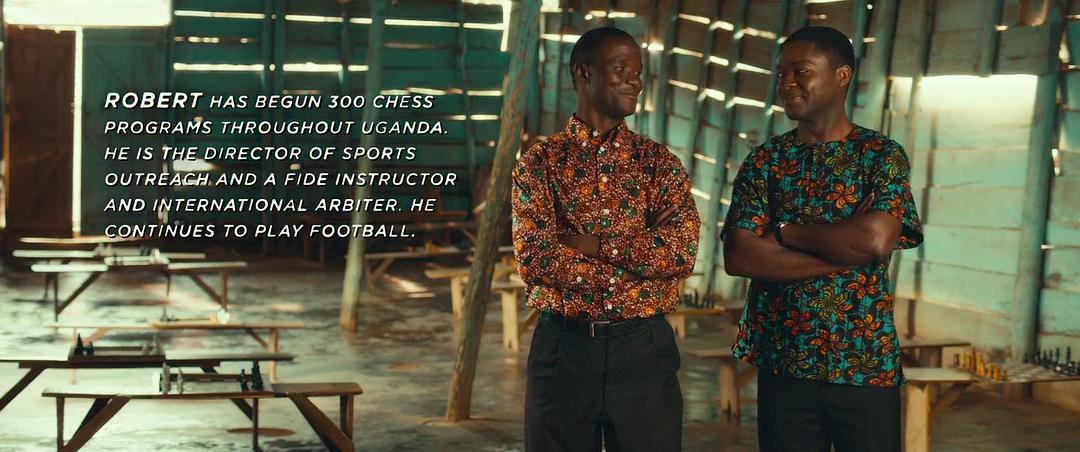 ROBERT HAS BEGUN 300 CHESS
PROGRAMS THROUGHOUT UGANDA.
HE IS THE DIRECTOR OF SPORTS
OUTREACH AND A FIDE INSTRUCTOR
AND INTERNATIONAL ARBITER. HE
CONTINUES TO PLAY FOOTBALL.